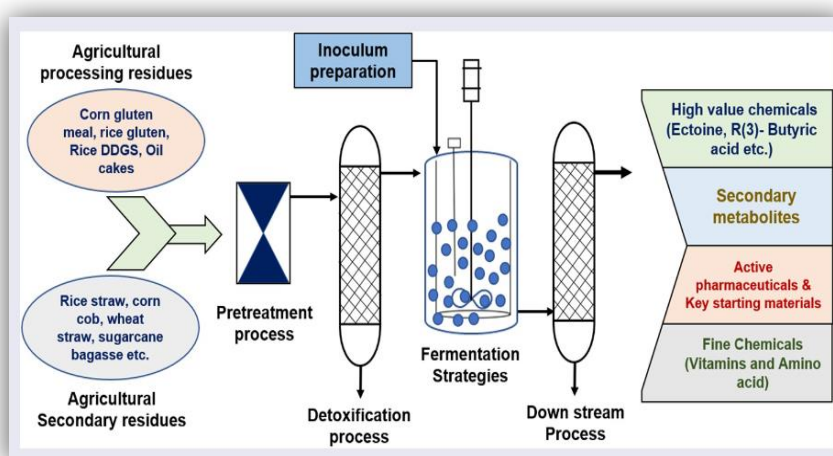 Agricultural
processing residues
Corn gluten
meal, rice gluten,
Rice DDGS, Oil
cakes
Rice straw, corn
cob, wheat
straw, sugarcane
bagasse etc.
Agricultural
Secondary residues
Pretreatment
process
Detoxification
process
Inoculum
preparation
Fermentation
Strategies
Down stream
Process
High value chemicals
(Ectoine, R(3)- Butyric
acid etc.)
Secondary
metabolites
Active
pharmaceuticals &
Key starting materials
Fine Chemicals
(Vitamins and Amino
acid)